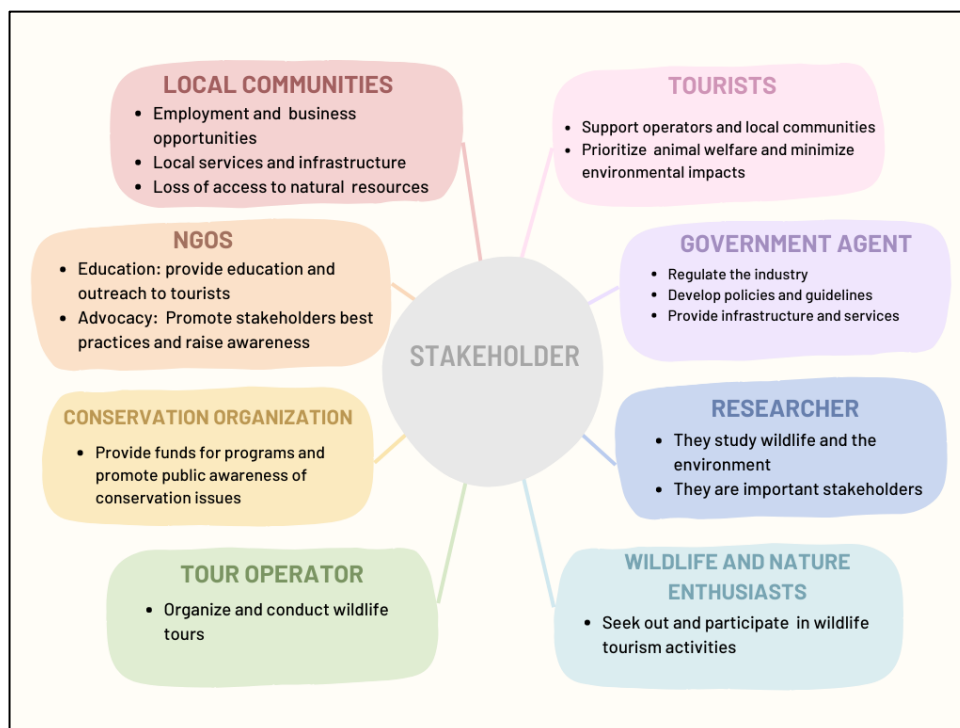 LOCAL COMMUNITIES
• Employment and business
opportunities
• Local services and infrastructure
• Loss of access to natural resources
TOURISTS
• Support operators and local communities
• Prioritize animal welfare and minimize
environmental impacts
NGOS
• Education: provide education and
outreach to tourists
• Advocacy: Promote stakeholders best
practices and raise awareness
GOVERNMENT AGENT
• Regulate the industry
• Develop policies and guidelines
• Provide infrastructure and services
STAKEHOLDER
CONSERVATION ORGANIZATION
• Provide funds for programs and
promote public awareness of
conservation issues
RESEARCHER
• They study wildlife and the
environment
• They are important stakeholders
TOUR OPERATOR
• Organize and conduct wildlife
tours
WILDLIFE AND NATURE
ENTHUSIASTS
• Seek out and participate in wildlife
tourism activities